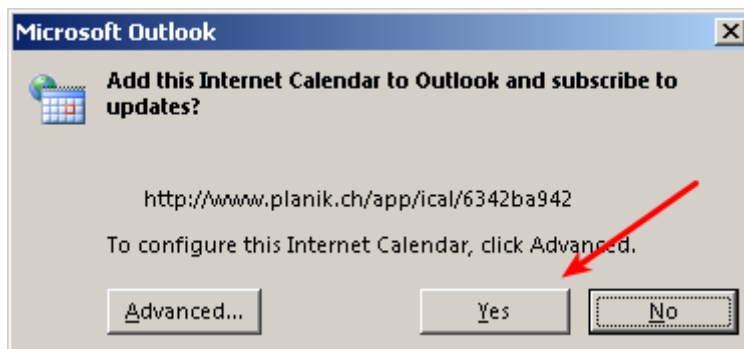 Microsoft Outlook
Add this Internet Calendar to Outlook and subscribe to
updates?
http://www.planik.ch/app/ical/6342ba942
To configure this Internet Calendar, click Advanced.
Advanced... Yes No